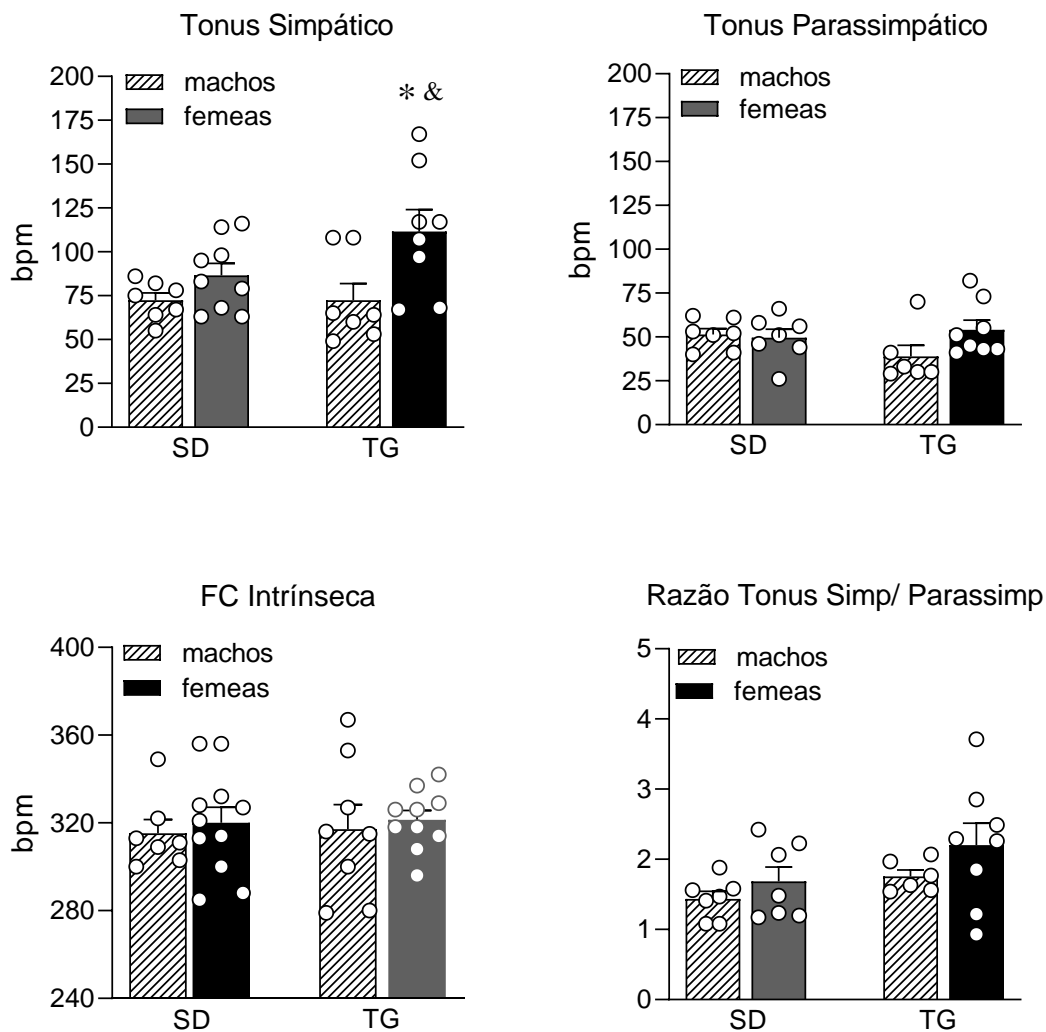 Tonus Simpático
200
175
150
125
100
75
50
25
0
bpm
machos
femeas
* &
SD
TG
Tonus Parassimpático
200
175
150
125
100
75
50
25
0
bpm
machos
femeas
SD
TG
FC Intrínseca
400
360
320
280
240
bpm
machos
femeas
SD
TG
Razão Tonus Simp/ Parassimp
5
4
3
2
1
0
machos
femeas
SD
TG